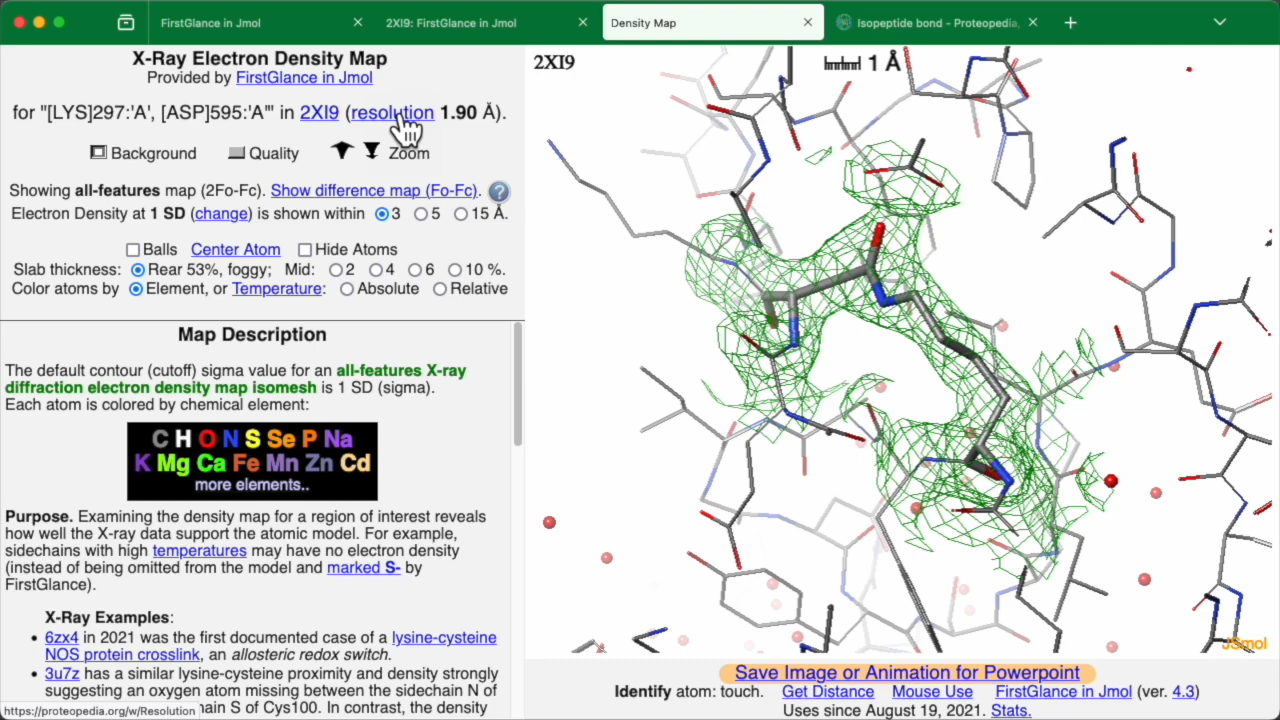 FirstGlance in Jmol
2XI9: FirstGlance in Jmol
Density Map
Isopeptide bond - Proteopedia,
X-Ray Electron Density Map
Provided by FirstGlance in Jmol
for "[LYS]297:'A', [ASP]595:'A'" in 2XI9 (resolution 1.90 Å).
Background Quality Zoom
Showing all-features map (2Fo-Fc). Show difference map (Fo-Fc). ?
Electron Density at 1 SD (change) is shown within 3 5 15 Å.
Balls Center Atom Hide Atoms
Slab thickness: Rear 53%, foggy; Mid: 2 4 6 10 %.
Color atoms by Element, or Temperature: Absolute Relative
Map Description
The default contour (cutoff) sigma value for an all-features X-ray
diffraction electron density map isomesh is 1 SD (sigma).
Each atom is colored by chemical element:
C H O N S Se P Na
K Mg Ca Fe Mn Zn Cd
more elements..
Purpose. Examining the density map for a region of interest reveals
how well the X-ray data support the atomic model. For example,
sidechains with high temperatures may have no electron density
(instead of being omitted from the model and marked S- by
FirstGlance).
X-Ray Examples:
• 6zx4 in 2021 was the first documented case of a lysine-cysteine
NOS protein crosslink, an allosteric redox switch.
• 3u7z has a similar lysine-cysteine proximity and density strongly
suggesting an oxygen atom missing between the sidechain N of
https://proteopedia.org/w/Resolution ain S of Cys100. In contrast, the density
2XI9
1 Å
JSmol
Save Image or Animation for Powerpoint
Identify atom: touch. Get Distance Mouse Use FirstGlance in Jmol (ver. 4.3)
Uses since August 19, 2021. Stats.